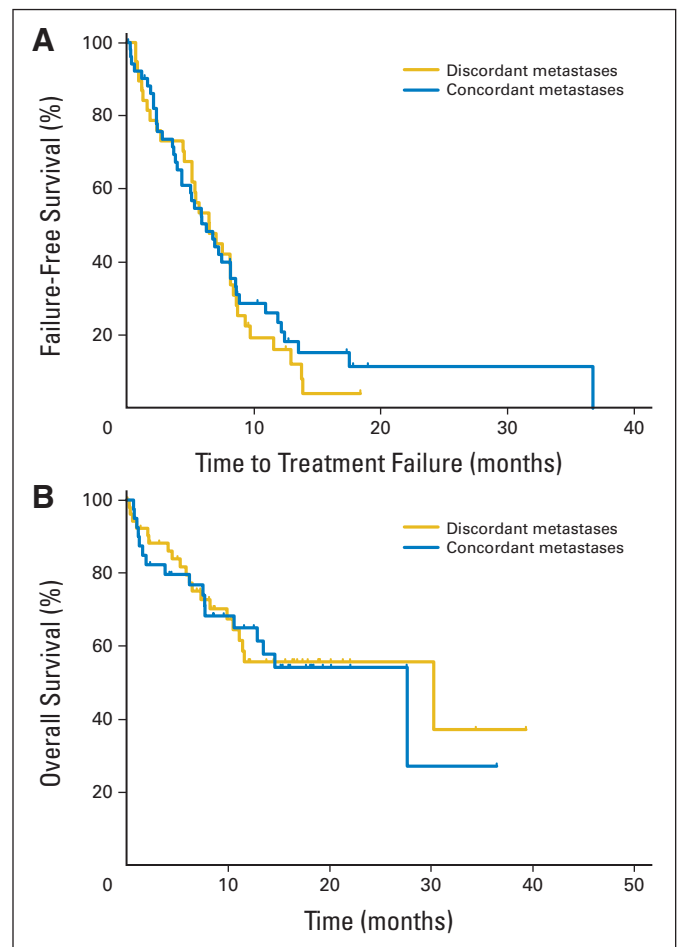 A
100
80
60
40
20
0
10
20
30
40
Failure-Free Survival (%)
Time to Treatment Failure (months)
Discordant metastases
Concordant metastases
B
100
80
60
40
20
0
10
20
30
40
50
Overall Survival (%)
Time (months)
Discordant metastases
Concordant metastases